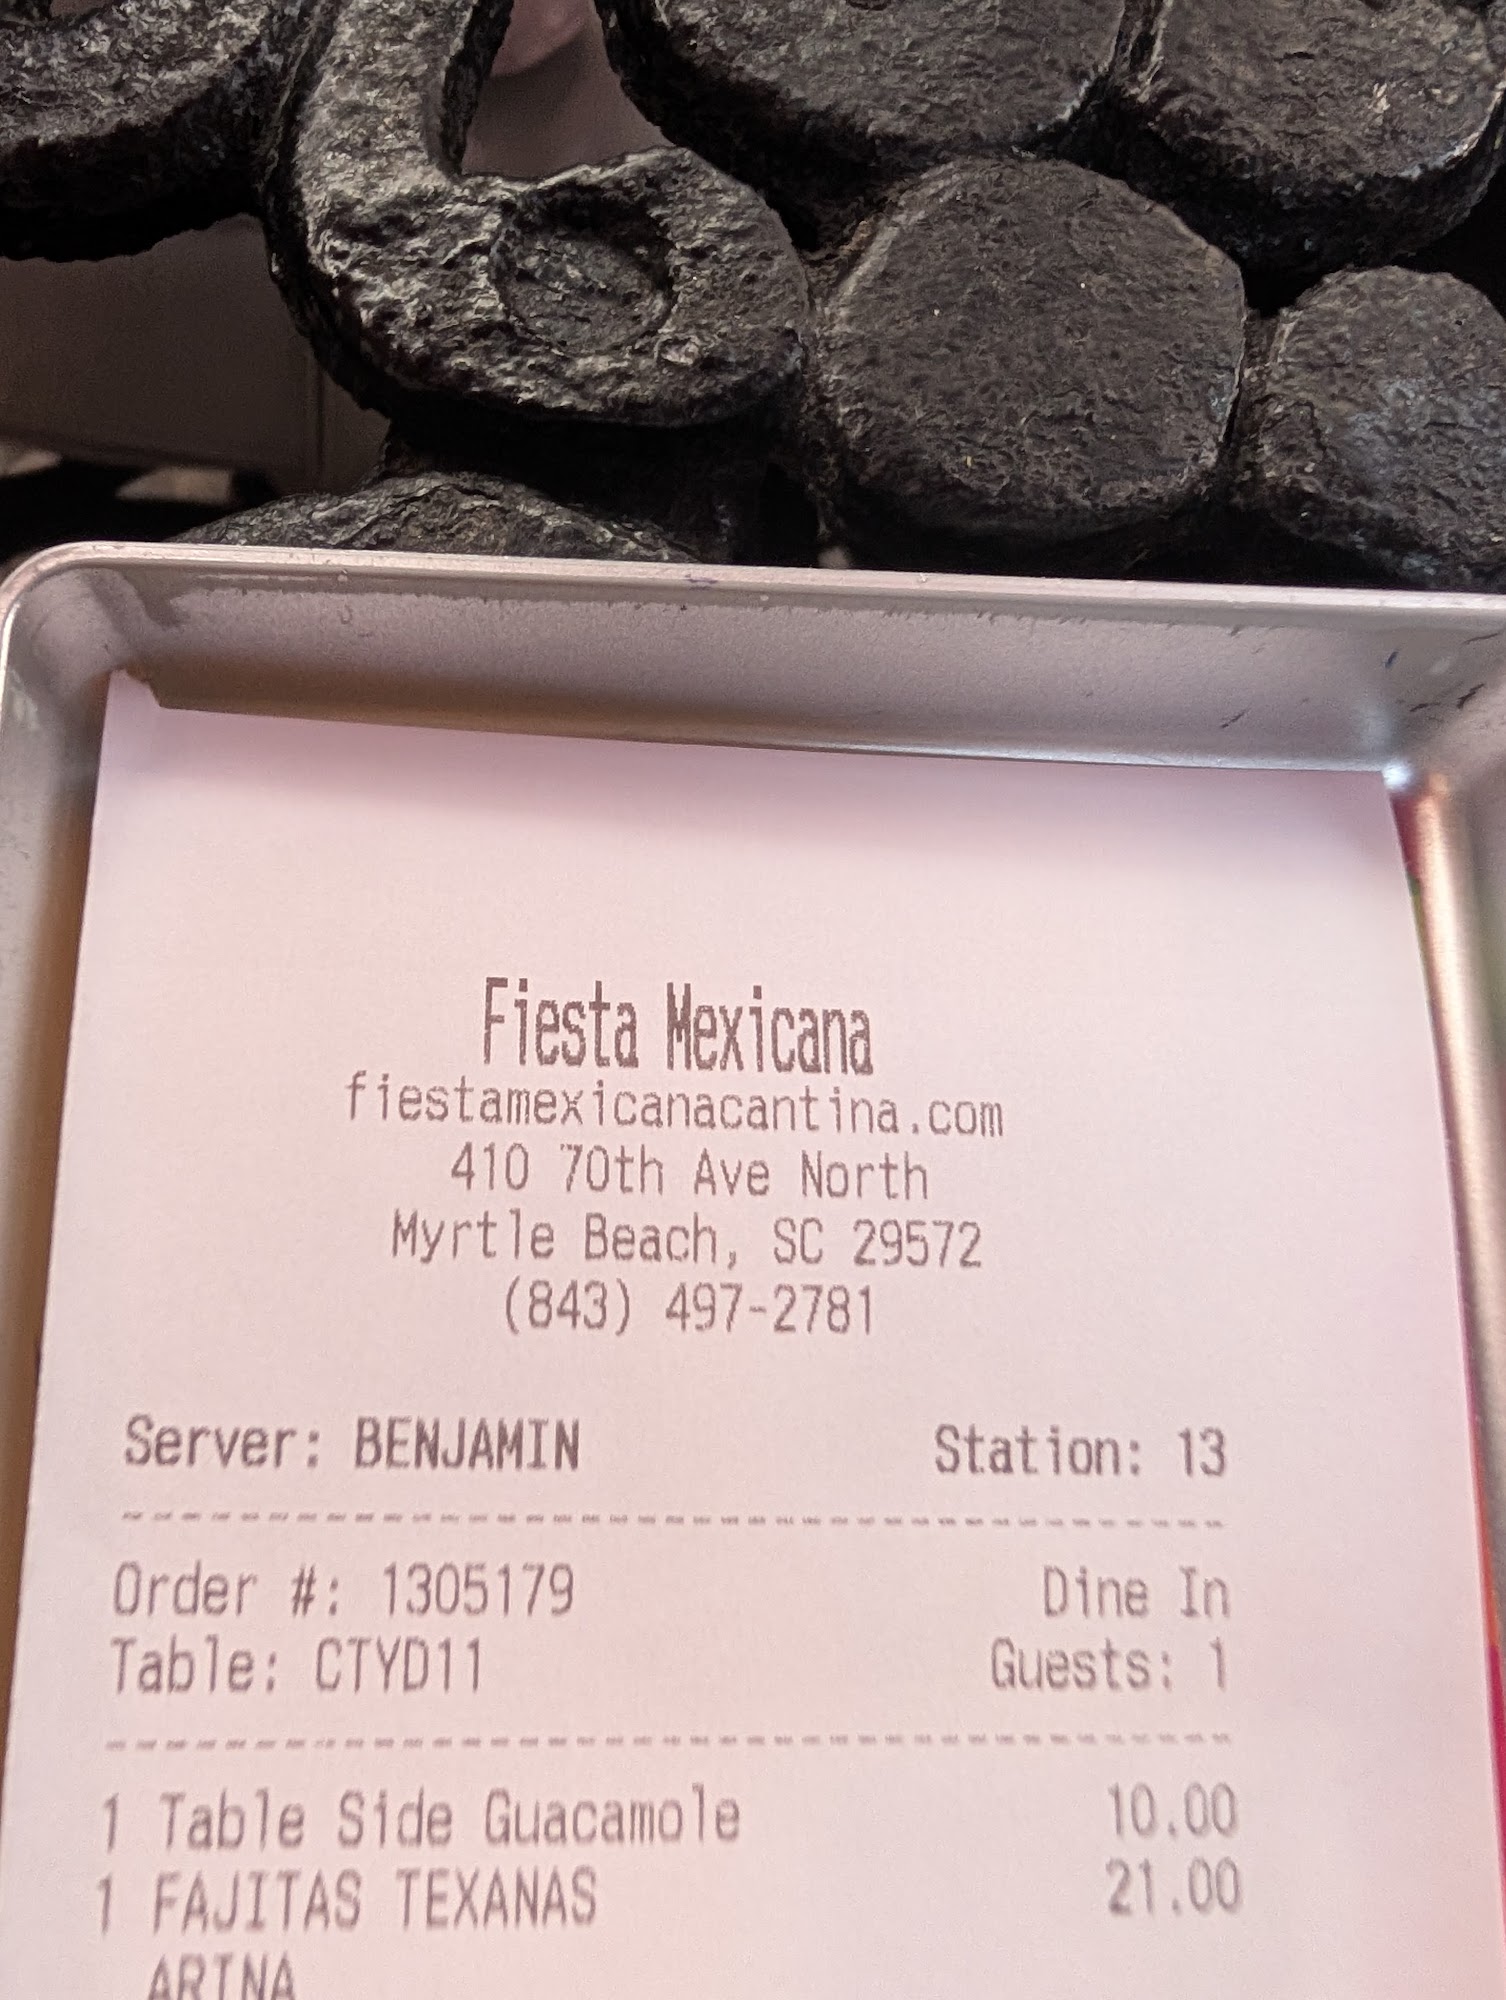 Fiesta Mexicana
fiestamexicanacantina.com
410 70th Ave North
Myrtle Beach, SC 29572
(843) 497-2781
Server: BENJAMIN Station: 13
Order #: 1305179 Dine In
Table: CTYD11 Guests: 1
1 Table Side Guacamole 10.00
1 FAJITAS TEXANAS 21.00
ARINA